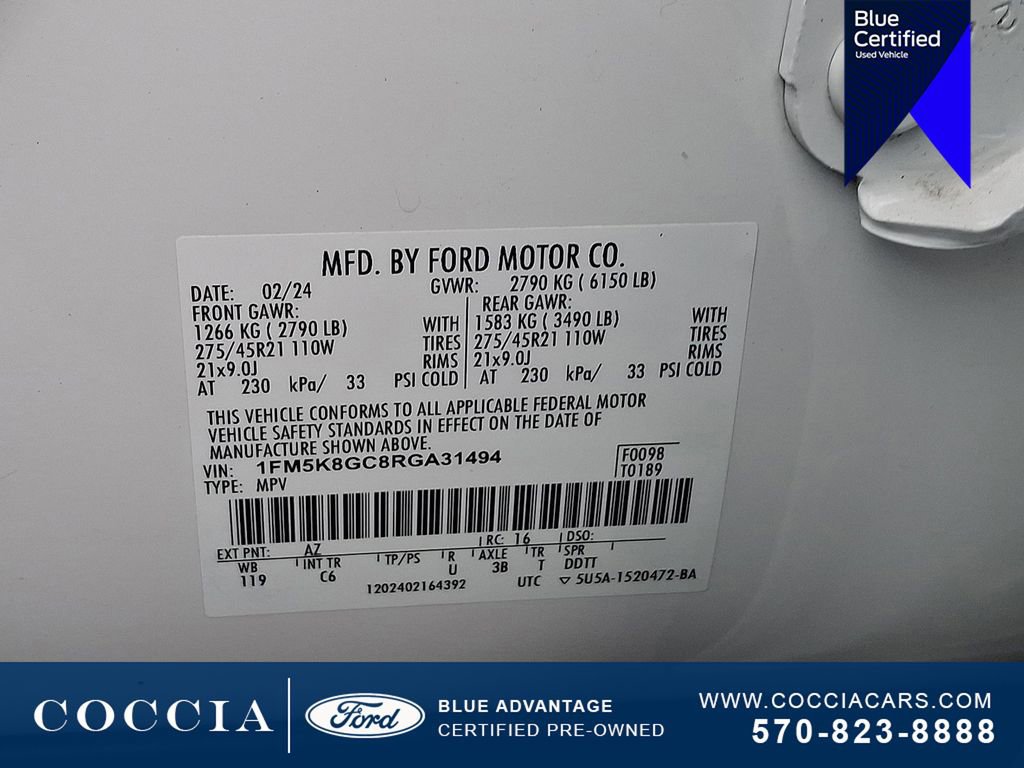 Blue
Certified
Used Vehicle
MFD. BY FORD MOTOR CO.
DATE: 02/24 GVWR: 2790 KG ( 6150 LB)
FRONT GAWR: REAR GAWR:
1266 KG ( 2790 LB) WITH 1583 KG ( 3490 LB) WITH
275/45R21 110W TIRES 275/45R21 110W TIRES
21x9.0J RIMS 21x9.0J RIMS
AT 230 kPa/ 33 PSI COLD AT 230 kPa/ 33 PSI COLD
THIS VEHICLE CONFORMS TO ALL APPLICABLE FEDERAL MOTOR
VEHICLE SAFETY STANDARDS IN EFFECT ON THE DATE OF
MANUFACTURE SHOWN ABOVE.
VIN: 1FM5K8GC8RGA31494 F0098
TYPE: MPV T0189
EXT PNT: AZ RC: 16 DSO:
WB INT TR TP/PS R AXLE TR SPR
119 C6 U 3B T DDTT
1202402164392 UTC ▽ 5U5A-1520472-BA
COCCIA Ford BLUE ADVANTAGE
CERTIFIED PRE-OWNED
WWW.COCCIACARS.COM
570-823-8888